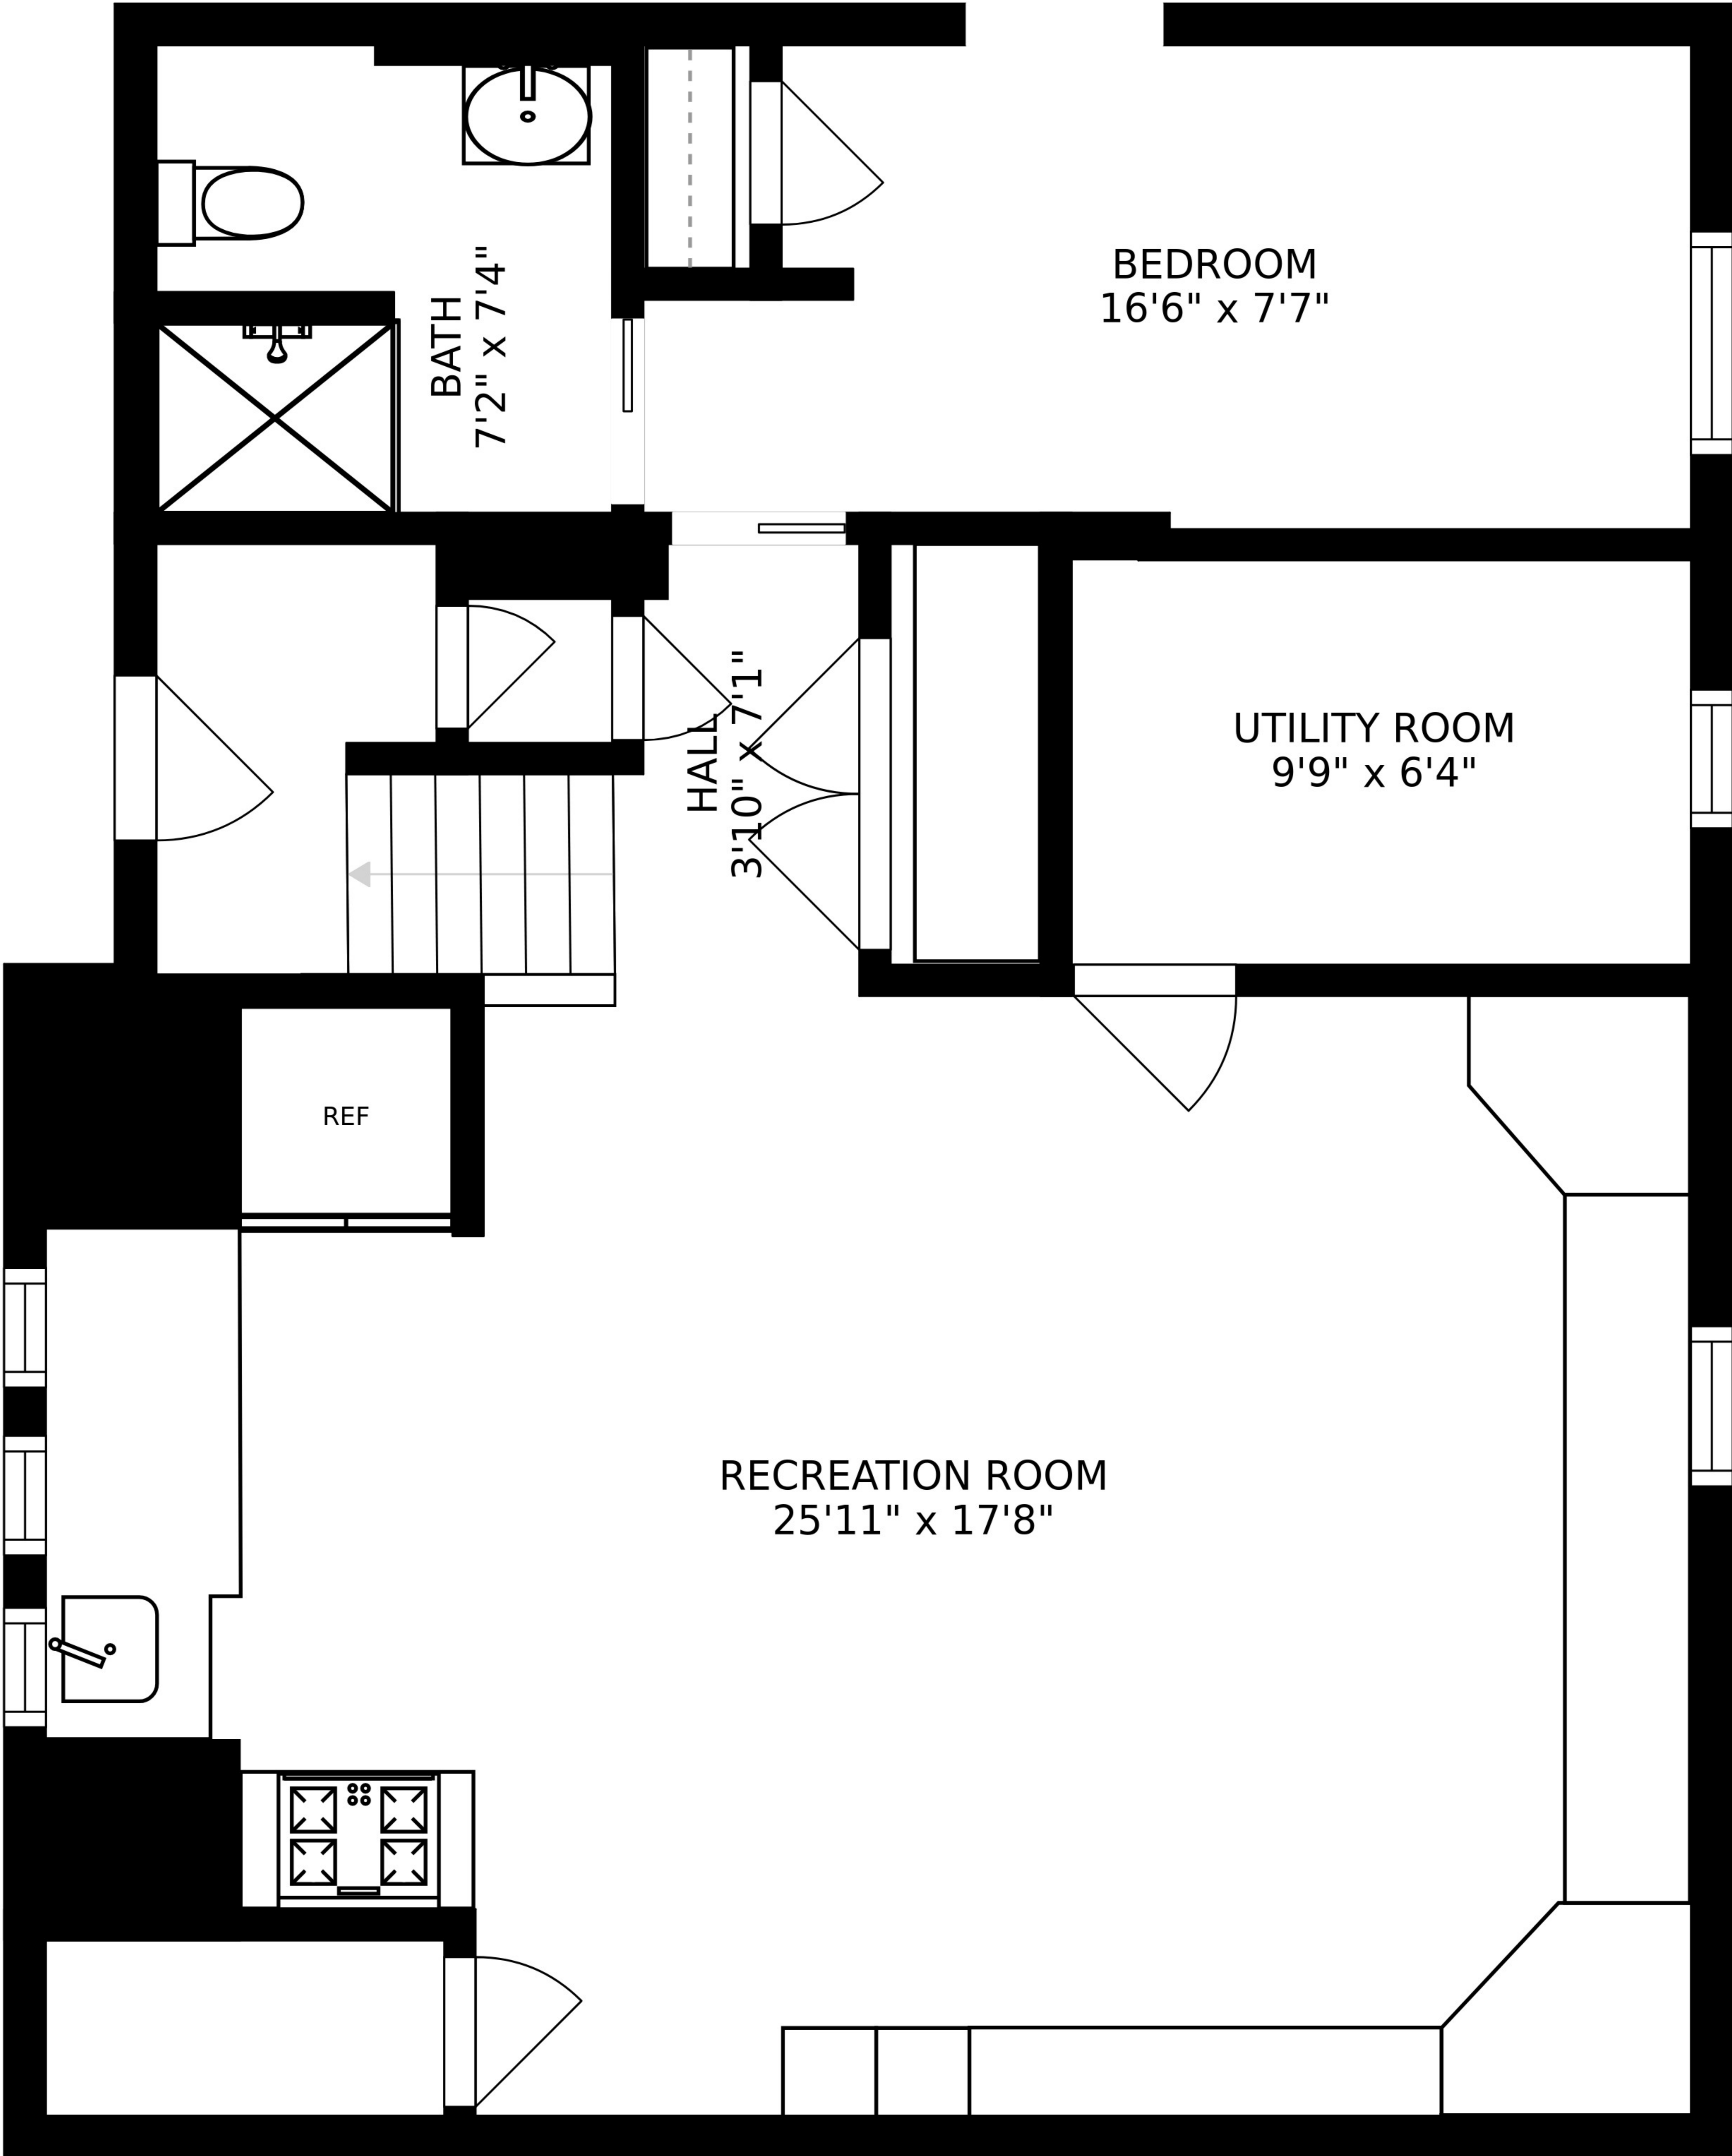 BEDROOM
16'6" x 7'7"
BATH
7'2" x 7'4"
HALL
3'10" x 7'1"
UTILITY ROOM
9'9" x 6'4"
REF
RECREATION ROOM
25'11" x 17'8"